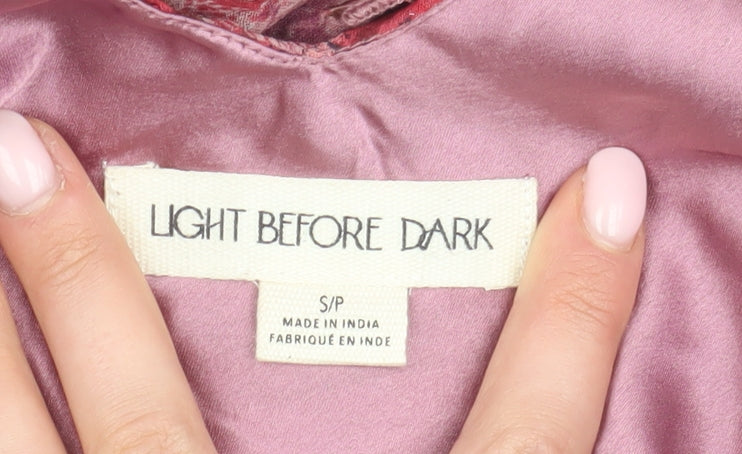 LIGHT BEFORE DARK
S/P
MADE IN INDIA
FABRIQUÉ EN INDE